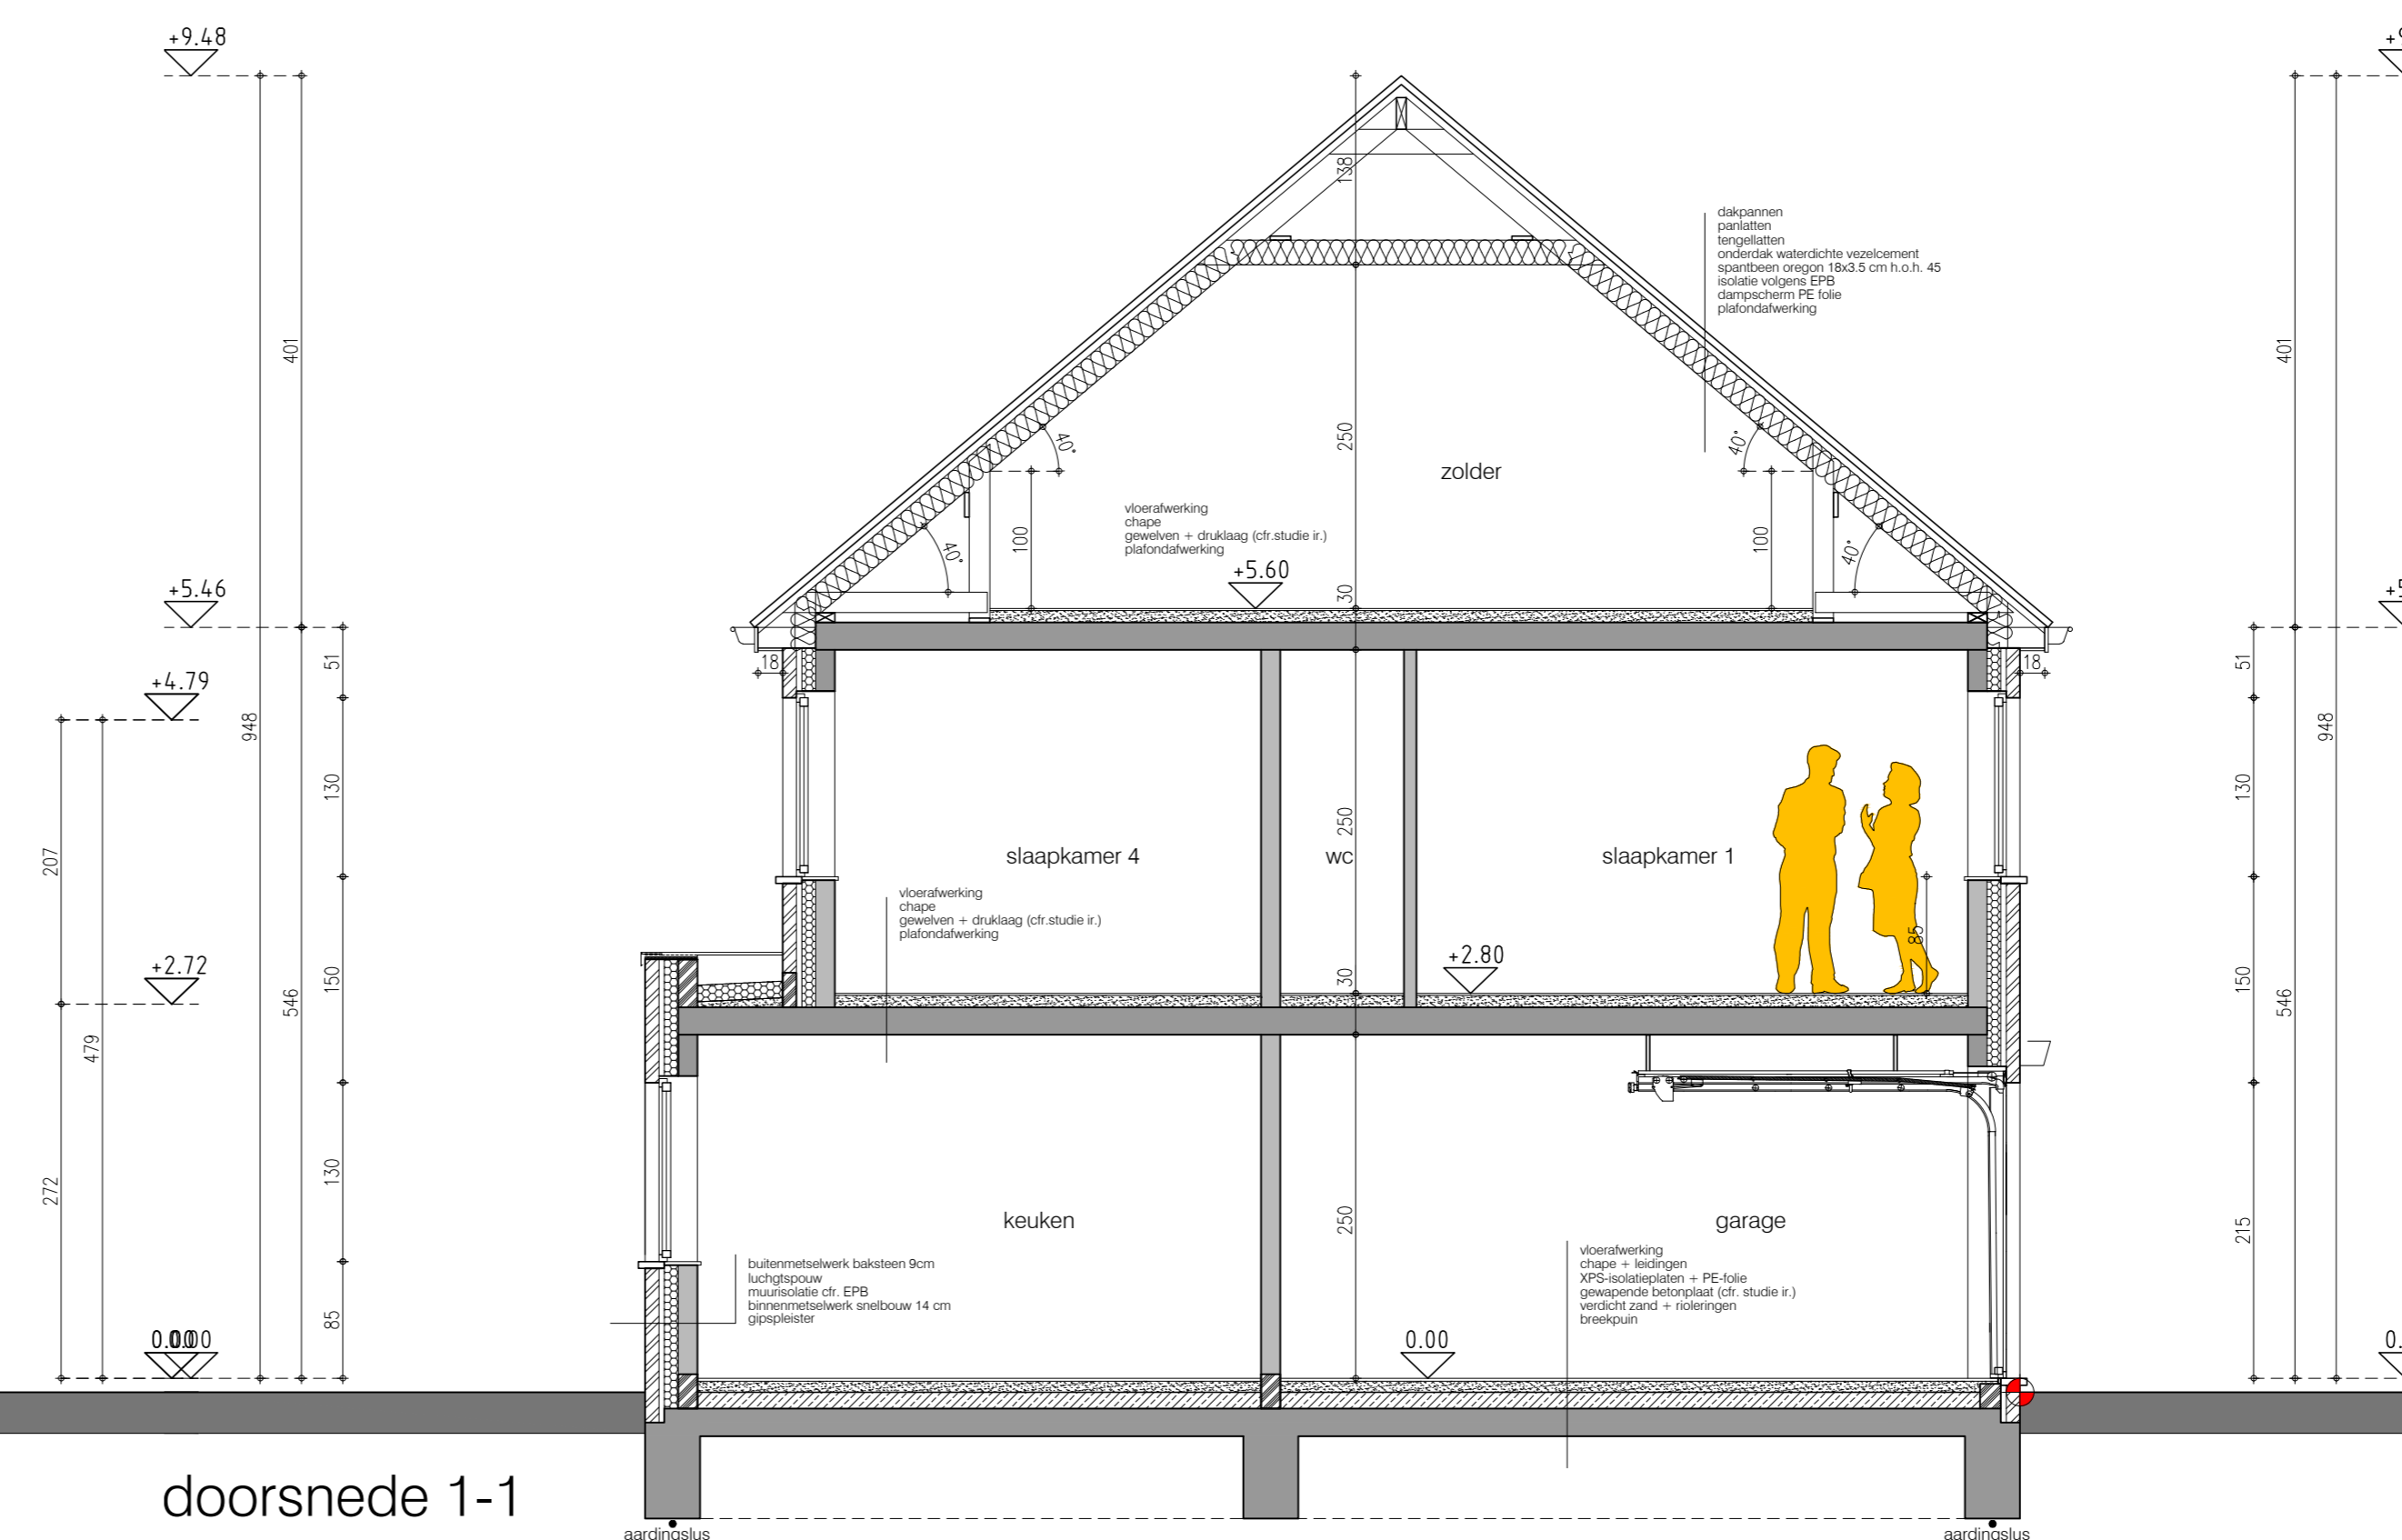 +9.48
401
948
+5.46
51
+4.79
130
207
+2.72
150
546
479
130
272
85
0.00
0.00
138
dakpannen
panlatten
tengellatten
onderdak waterdichte vezelcement
spantbeen oregon 18x3.5 cm h.o.h. 45
isolatie volgens EPB
dampscherm PE folie
plafondafwerking
40°
40°
250
zolder
vloerafwerking
chape
gewelven + druklaag (cfr.studie ir.)
plafondafwerking
100
100
40°
40°
+5.60
30
18
18
250
slaapkamer 4
wc
slaapkamer 1
vloerafwerking
chape
gewelven + druklaag (cfr.studie ir.)
plafondafwerking
85
+2.80
30
250
keuken
garage
buitenmetselwerk baksteen 9cm
luchgtspouw
muurisolatie cfr. EPB
binnenmetselwerk snelbouw 14 cm
gipspleister
vloerafwerking
chape + leidingen
XPS-isolatieplaten + PE-folie
gewapende betonplaat (cfr. studie ir.)
verdicht zand + rioleringen
breekpuin
0.00
401
948
51
130
150
546
215
doorsnede 1-1
aardingslus
aardingslus